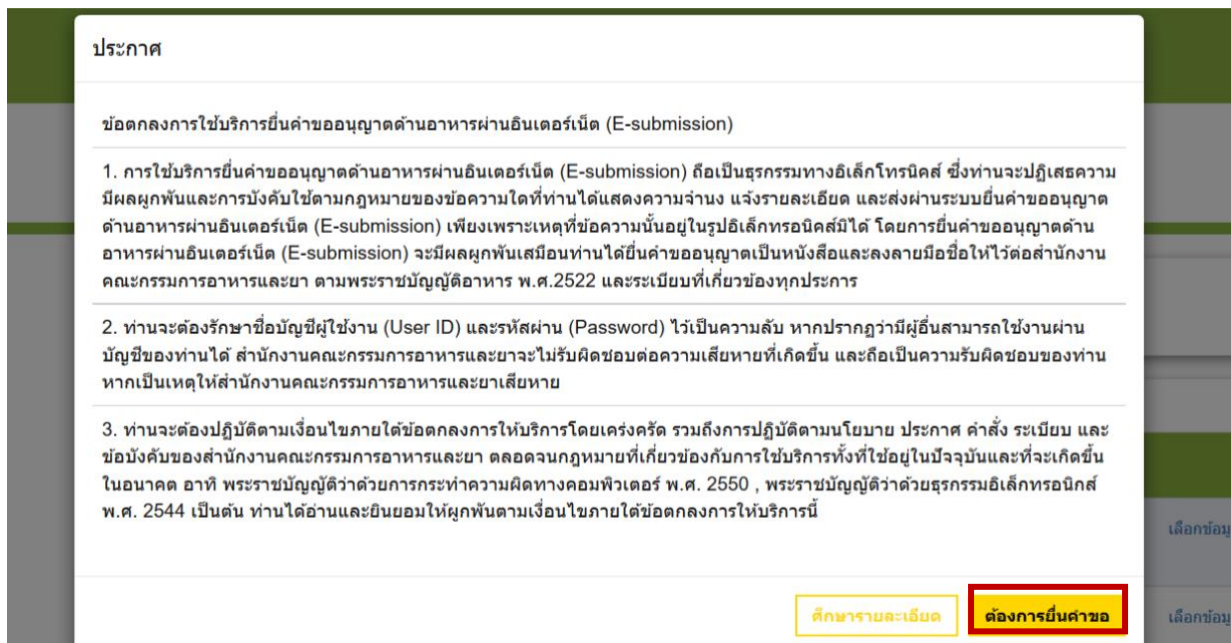 ประกาศ
ข้อตกลงการใช้บริการยื่นคำขออนุญาตด้านอาหารผ่านอินเตอร์เน็ต (E-submission)
1. การใช้บริการยื่นคำขออนุญาตด้านอาหารผ่านอินเตอร์เน็ต (E-submission) ถือเป็นธุรกรรมทางอิเล็กโทรนิคส์ ซึ่งท่านจะปฏิเสธความ
มีผลผูกพันและการบังคับใช้ตามกฎหมายของข้อความใดที่ท่านได้แสดงความจำนง แจ้งรายละเอียด และส่งผ่านระบบยื่นคำขออนุญาต
ด้านอาหารผ่านอินเตอร์เน็ต (E-submission) เพียงเพราะเหตุที่ข้อความนั้นอยู่ในรูปอิเล็กทรอนิคส์มิได้ โดยการยื่นคำขออนุญาตด้าน
อาหารผ่านอินเตอร์เน็ต (E-submission) จะมีผลผูกพันเสมือนท่านได้ยื่นคำขออนุญาตเป็นหนังสือและลงลายมือชื่อให้ไว้ต่อสำนักงาน
คณะกรรมการอาหารและยา ตามพระราชบัญญัติอาหาร พ.ศ.2522 และระเบียบที่เกี่ยวข้องทุกประการ
2. ท่านจะต้องรักษาชื่อบัญชีผู้ใช้งาน (User ID) และรหัสผ่าน (Password) ไว้เป็นความลับ หากปรากฏว่ามีผู้อื่นสามารถใช้งานผ่าน
บัญชีของท่านได้ สำนักงานคณะกรรมการอาหารและยาจะไม่รับผิดชอบต่อความเสียหายที่เกิดขึ้น และถือเป็นความรับผิดชอบของท่าน
หากเป็นเหตุให้สำนักงานคณะกรรมการอาหารและยาเสียหาย
3. ท่านจะต้องปฏิบัติตามเงื่อนไขภายใต้ข้อตกลงการให้บริการโดยเคร่งครัด รวมถึงการปฏิบัติตามนโยบาย ประกาศ คำสั่ง ระเบียบ และ
ข้อบังคับของสำนักงานคณะกรรมการอาหารและยา ตลอดจนกฎหมายที่เกี่ยวข้องกับการใช้บริการทั้งที่ใช้อยู่ในปัจจุบันและที่จะเกิดขึ้น
ในอนาคต อาทิ พระราชบัญญัติว่าด้วยการกระทำความผิดทางคอมพิวเตอร์ พ.ศ. 2550 , พระราชบัญญัติว่าด้วยธุรกรรมอิเล็กทรอนิกส์
พ.ศ. 2544 เป็นต้น ท่านได้อ่านและยินยอมให้ผูกพันตามเงื่อนไขภายใต้ข้อตกลงการให้บริการนี้
เลือกข้อมู
ศึกษารายละเอียด
ต้องการยื่นคำขอ
เลือกข้อมู